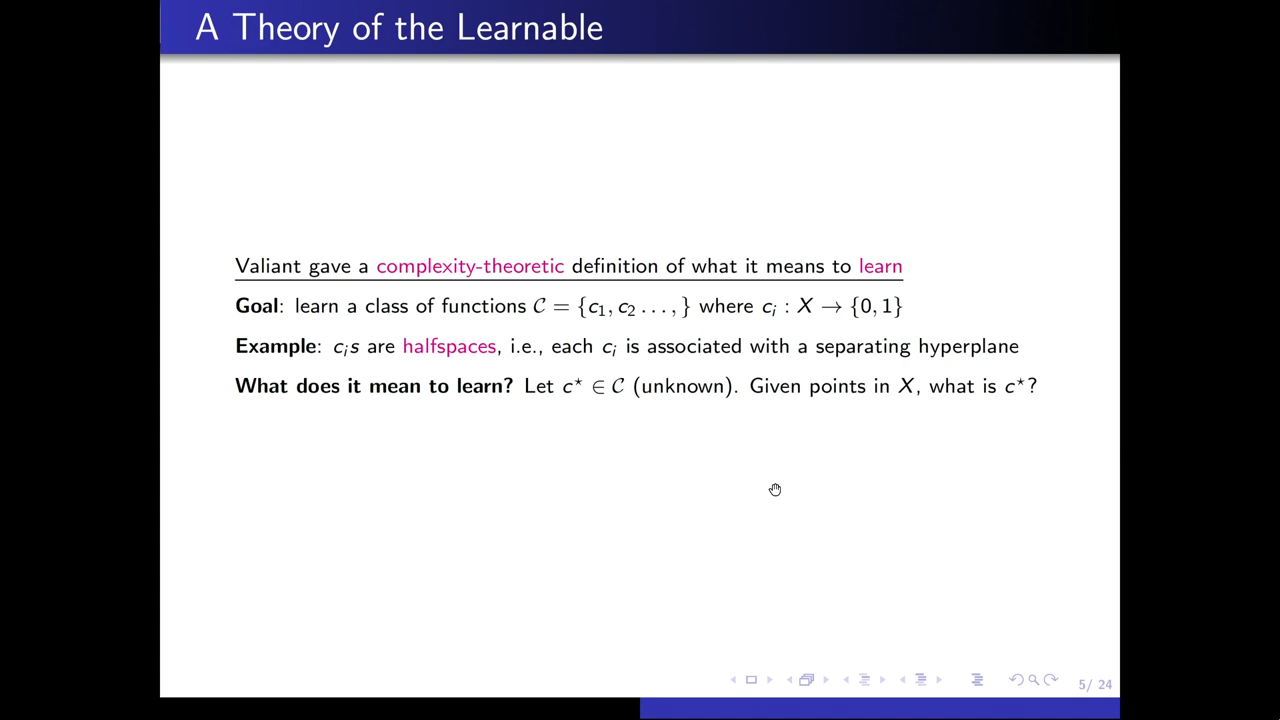 A Theory of the Learnable
Valiant gave a complexity-theoretic definition of what it means to learn
Goal: learn a class of functions 𝒞 = {c₁, c₂ . . . , } where cᵢ : X → {0, 1}
Example: cᵢs are halfspaces, i.e., each cᵢ is associated with a separating hyperplane
What does it mean to learn? Let c⋆ ∈ 𝒞 (unknown). Given points in X, what is c⋆?
5/ 24